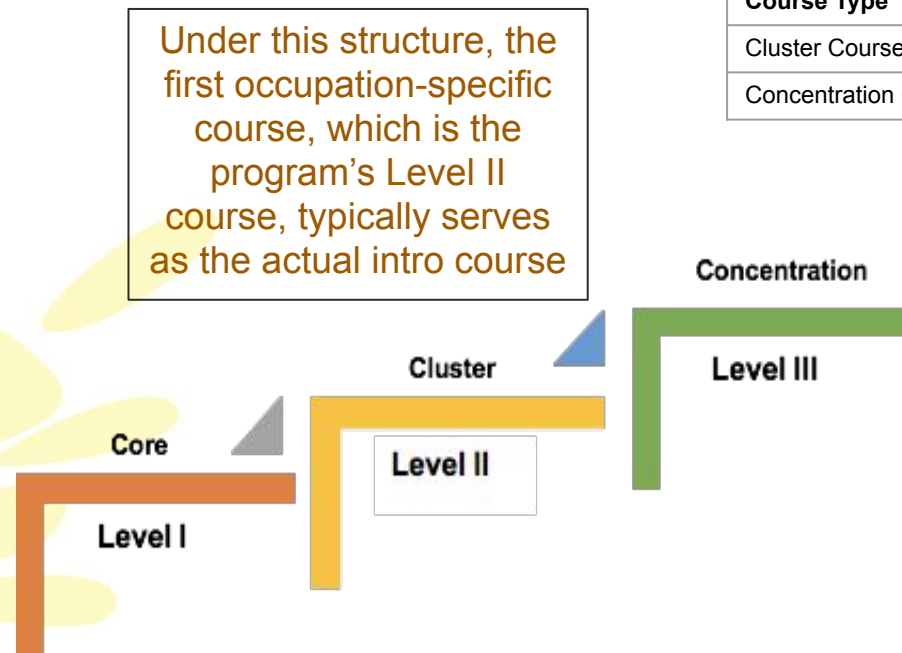 Course Type
Cluster Course
Concentration
Under this structure, the
first occupation-specific
course, which is the
program’s Level II
course, typically serves
as the actual intro course
Concentration
Level III
Cluster
Level II
Core
Level I